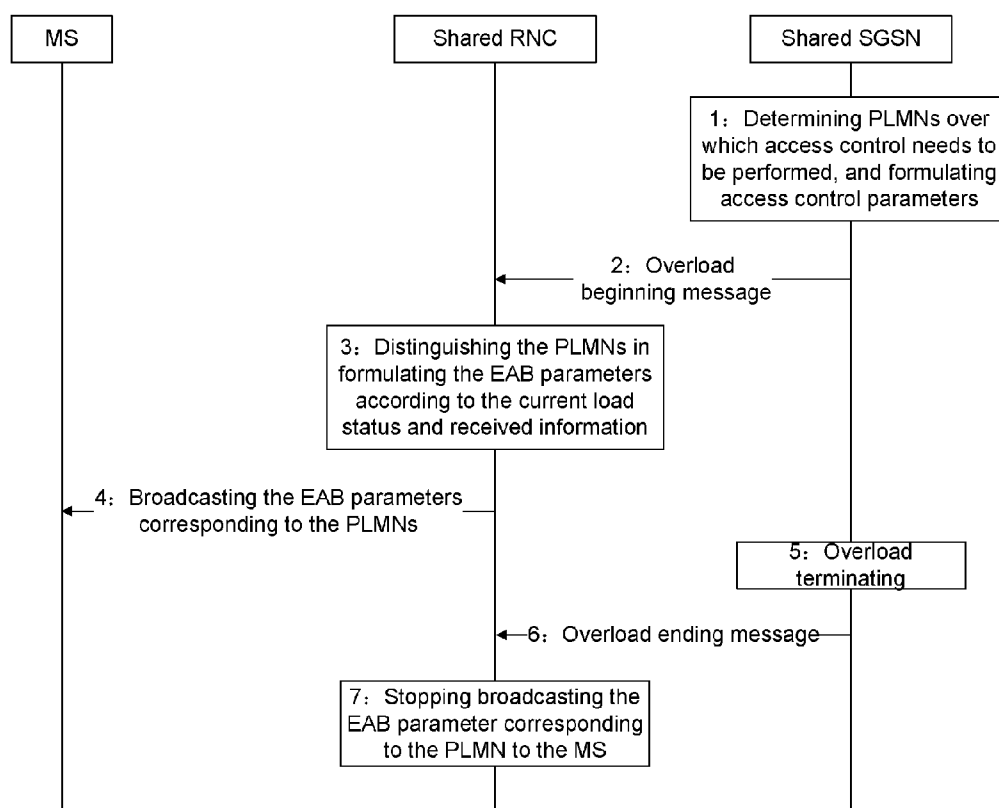 MS
Shared RNC
Shared SGSN
1: Determining PLMNs over
which access control needs to
be performed, and formulating
access control parameters
2: Overload
beginning message
3: Distinguishing the PLMNs in
formulating the EAB parameters
according to the current load
status and received information
4: Broadcasting the EAB parameters
corresponding to the PLMNs
5: Overload
terminating
6: Overload ending message
7: Stopping broadcasting the
EAB parameter corresponding
to the PLMN to the MS